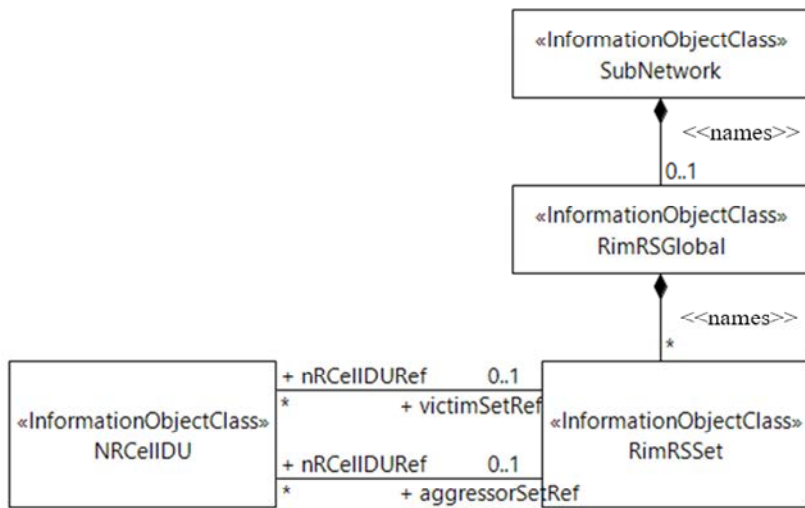 «InformationObjectClass»
SubNetwork
<<names>>
0..1
«InformationObjectClass»
RimRSGlobal
<<names>>
*
+ nRCellDURef 0..1
* + victimSetRef
«InformationObjectClass»
NRCellDU
«InformationObjectClass»
RimRSSet
+ nRCellDURef 0..1
* + aggressorSetRef